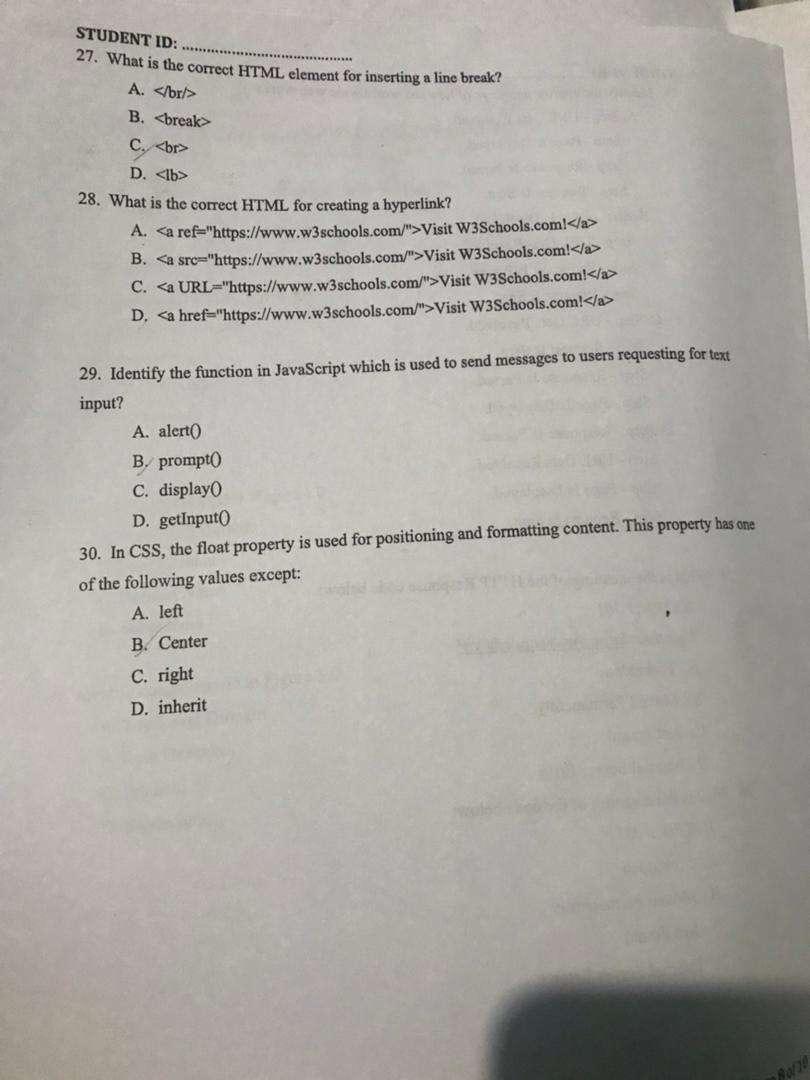 STUDENT ID: ........................................
27. What is the correct HTML element for inserting a line break?
A. </br/>
B. <break>
C. <br>
D. <lb>
28. What is the correct HTML for creating a hyperlink?
A. <a ref="https://www.w3schools.com/">Visit W3Schools.com!</a>
B. <a src="https://www.w3schools.com/">Visit W3Schools.com!</a>
C. <a URL="https://www.w3schools.com/">Visit W3Schools.com!</a>
D. <a href="https://www.w3schools.com/">Visit W3Schools.com!</a>
29. Identify the function in JavaScript which is used to send messages to users requesting for text
input?
A. alert()
B. prompt()
C. display()
D. getInput()
30. In CSS, the float property is used for positioning and formatting content. This property has one
of the following values except:
A. left
B. Center
C. right
D. inherit